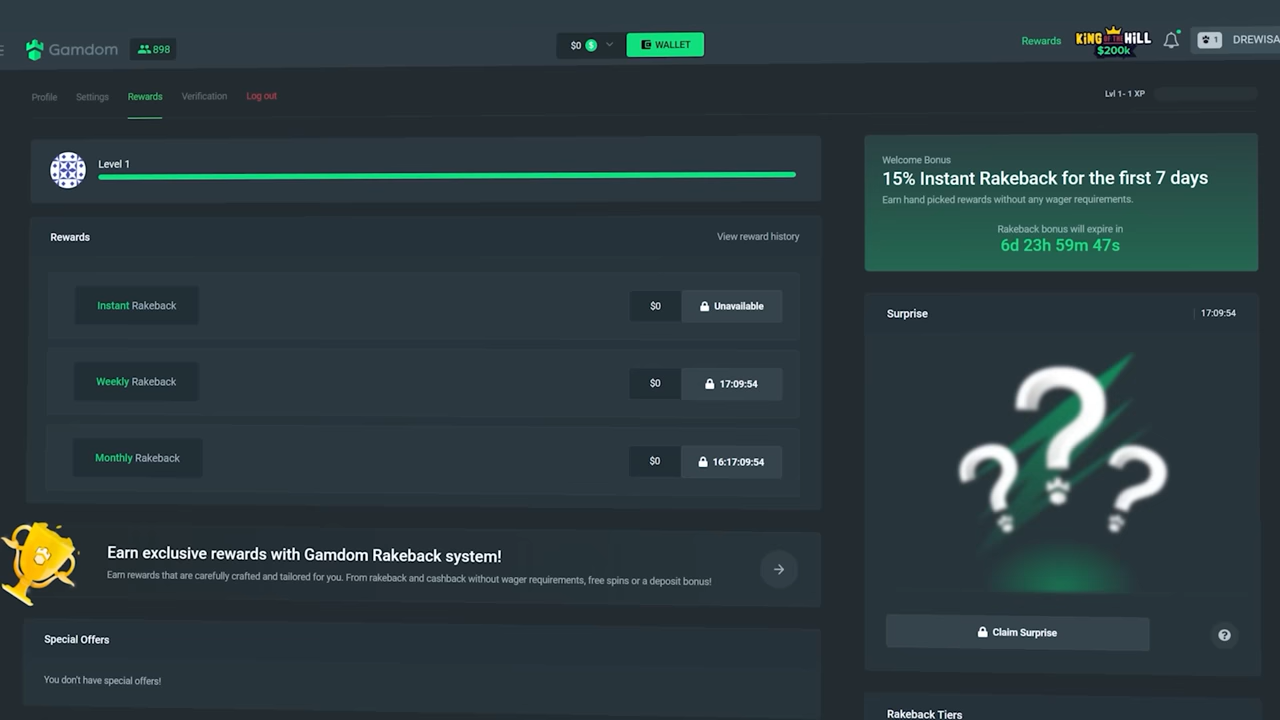 Gamdom
898
$0
WALLET
Rewards
KING OF THE HILL
$200k
1
DREWISA
Profile
Settings
Rewards
Verification
Log out
Lvl 1- 1 XP
Level 1
Welcome Bonus
15% Instant Rakeback for the first 7 days
Earn hand picked rewards without any wager requirements.
Rakeback bonus will expire in
6d 23h 59m 47s
Rewards
View reward history
Instant Rakeback
$0
Unavailable
Weekly Rakeback
$0
17:09:54
Monthly Rakeback
$0
16:17:09:54
Surprise
17:09:54
Claim Surprise
?
Earn exclusive rewards with Gamdom Rakeback system!
Earn rewards that are carefully crafted and tailored for you. From rakeback and cashback without wager requirements, free spins or a deposit bonus!
Special Offers
You don't have special offers!
Rakeback Tiers